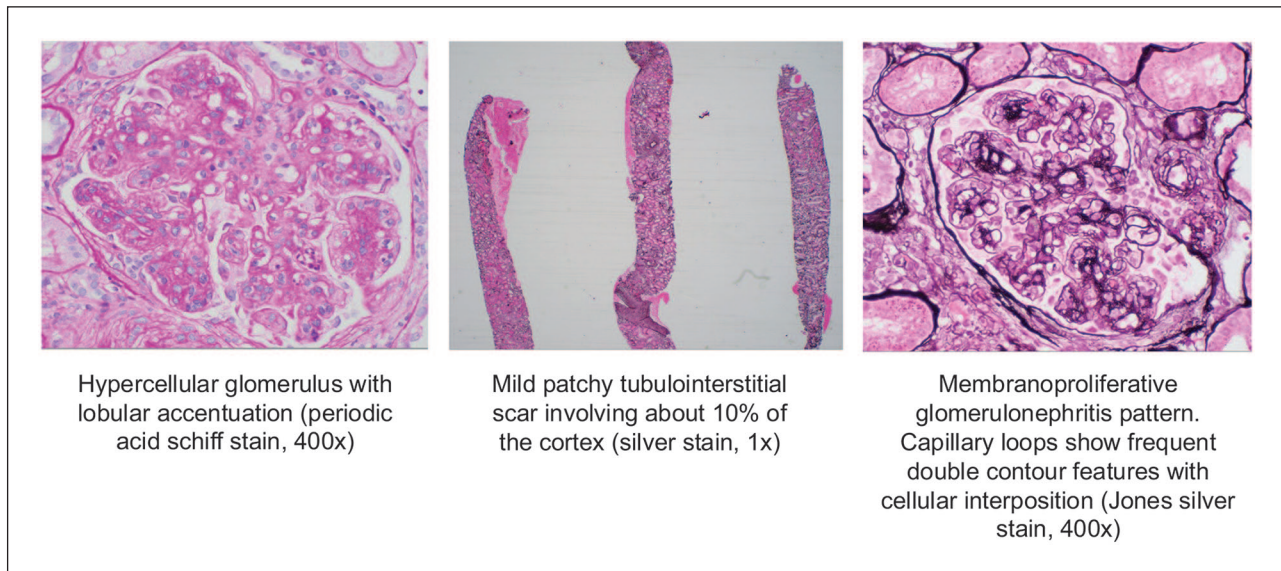 Hypercellular glomerulus with
lobular accentuation (periodic
acid schiff stain, 400x)
Mild patchy tubulointerstitial
scar involving about 10% of
the cortex (silver stain, 1x)
Membranoproliferative
glomerulonephritis pattern.
Capillary loops show frequent
double contour features with
cellular interposition (Jones silver
stain, 400x)